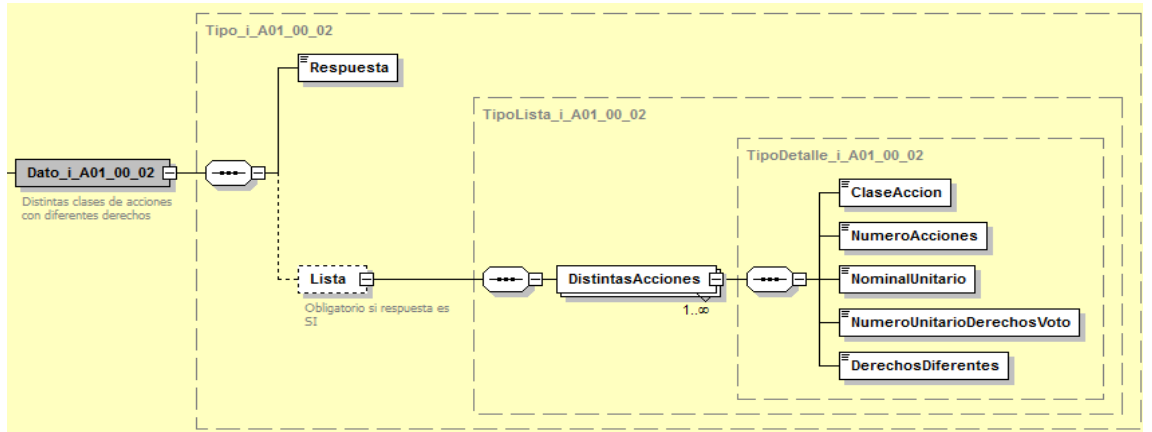 Tipo_i_A01_00_02
Respuesta
TipoLista_i_A01_00_02
TipoDetalle_i_A01_00_02
Dato_i_A01_00_02
Distintas clases de acciones
con diferentes derechos
ClaseAccion
NumeroAcciones
Lista
DistintasAcciones
NominalUnitario
1..∞
Obligatorio si respuesta es
SI
NumeroUnitarioDerechosVoto
DerechosDiferentes